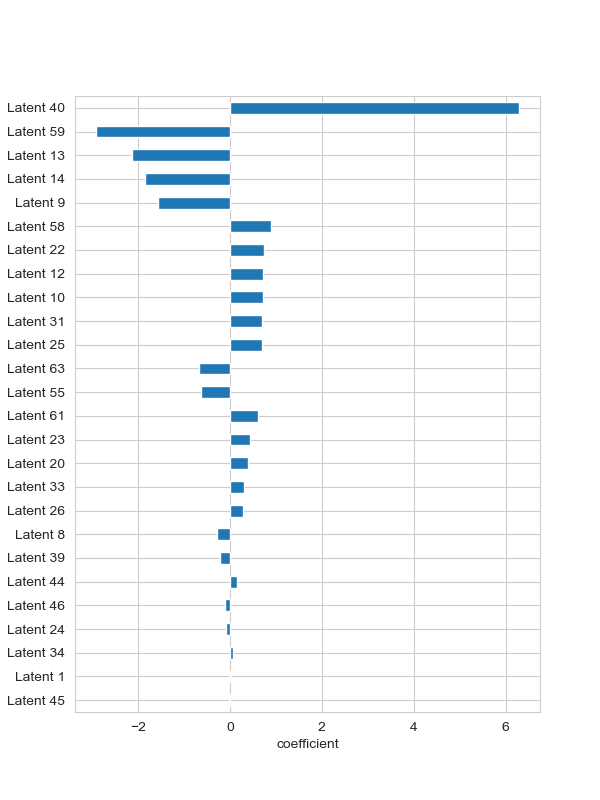 Latent 40
Latent 59
Latent 13
Latent 14
Latent 9
Latent 58
Latent 22
Latent 12
Latent 10
Latent 31
Latent 25
Latent 63
Latent 55
Latent 61
Latent 23
Latent 20
Latent 33
Latent 26
Latent 8
Latent 39
Latent 44
Latent 46
Latent 24
Latent 34
Latent 1
Latent 45
−2 0 2 4 6
coefficient